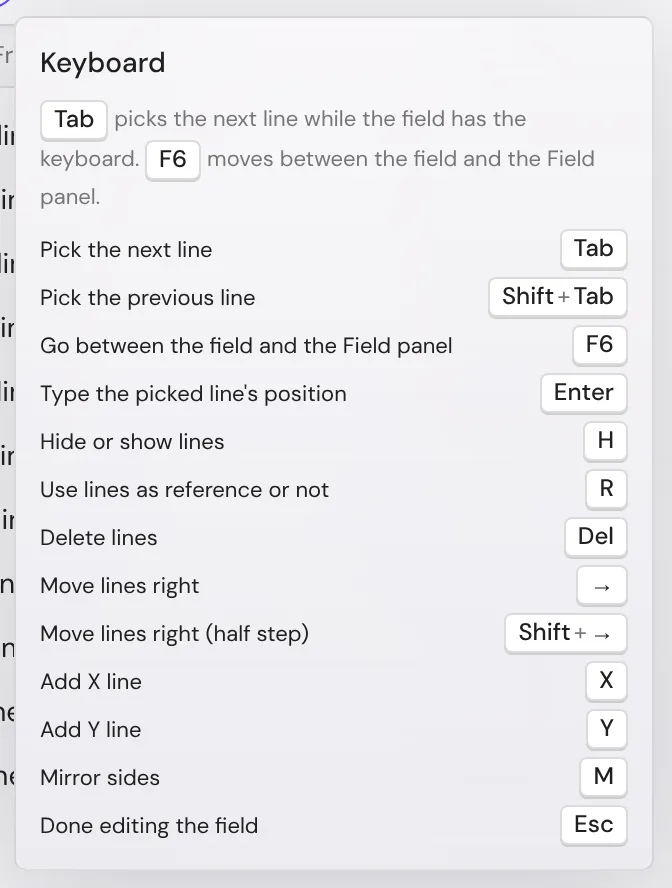 Keyboard
Tab picks the next line while the field has the
keyboard. F6 moves between the field and the Field
panel.
Pick the next line Tab
Pick the previous line Shift + Tab
Go between the field and the Field panel F6
Type the picked line's position Enter
Hide or show lines H
Use lines as reference or not R
Delete lines Del
Move lines right →
Move lines right (half step) Shift + →
Add X line X
Add Y line Y
Mirror sides M
Done editing the field Esc